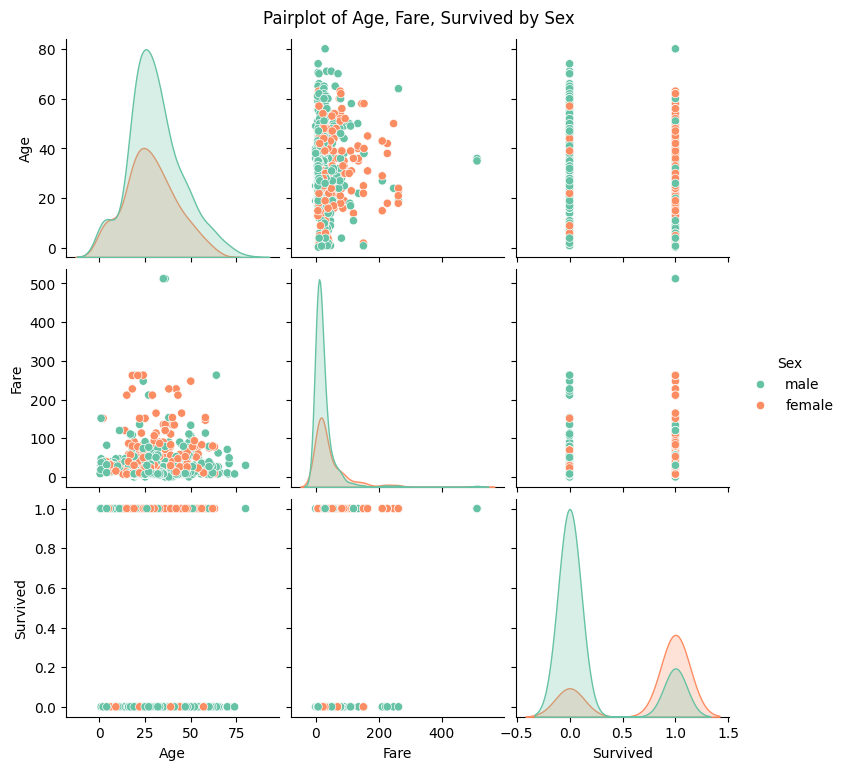 Pairplot of Age, Fare, Survived by Sex
80
60
40
20
0
Age
500
400
300
200
100
0
Fare
Sex
male
female
1.0
0.8
0.6
0.4
0.2
0.0
Survived
0 25 50 75
0 200 400
−0.5 0.0 0.5 1.0 1.5
Age Fare Survived